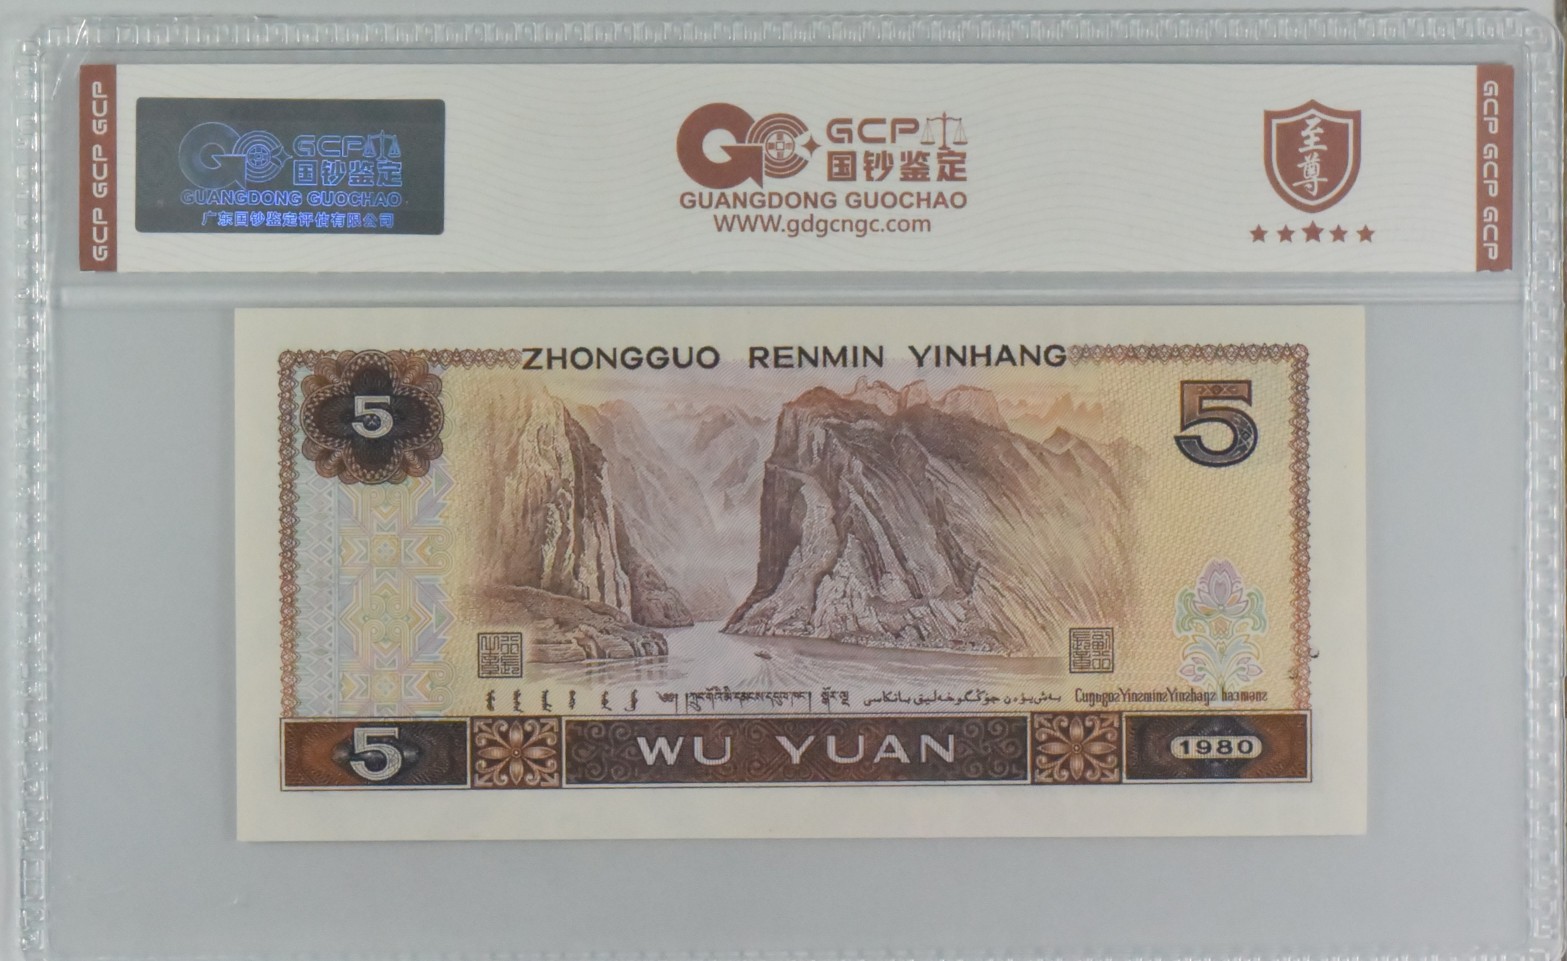 GCP GCP GCP
GCP
国钞鉴定
GUANGDONG GUOCHAO
广东国钞鉴定评估有限公司
GCP
国钞鉴定
GUANGDONG GUOCHAO
WWW.gdgcngc.com
至
尊
GCP GCP GCP
ZHONGGUO RENMIN YINHANG
5
5
5
WU YUAN
1980